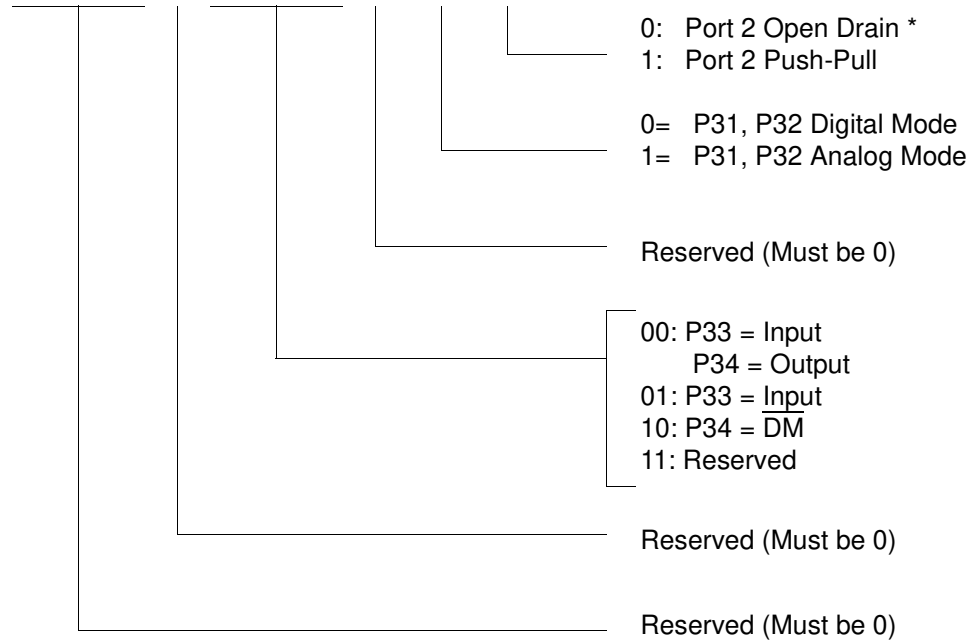 0: Port 2 Open Drain *
1: Port 2 Push-Pull
0= P31, P32 Digital Mode
1= P31, P32 Analog Mode
Reserved (Must be 0)
00: P33 = Input
P34 = Output
01: P33 = Input
10: P34 = D̅M̅
11: Reserved
Reserved (Must be 0)
Reserved (Must be 0)